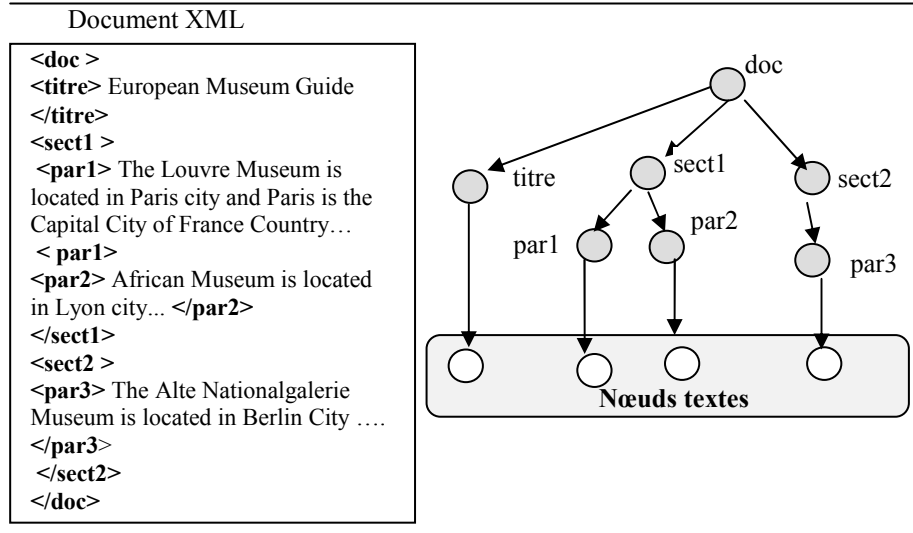 Document XML
<doc >
<titre> European Museum Guide
</titre>
<sect1 >
<par1> The Louvre Museum is
located in Paris city and Paris is the
Capital City of France Country…
< par1>
<par2> African Museum is located
in Lyon city... </par2>
</sect1>
<sect2 >
<par3> The Alte Nationalgalerie
Museum is located in Berlin City ….
</par3>
</sect2>
</doc>
doc
titre
sect1
sect2
par1
par2
par3
Nœuds textes